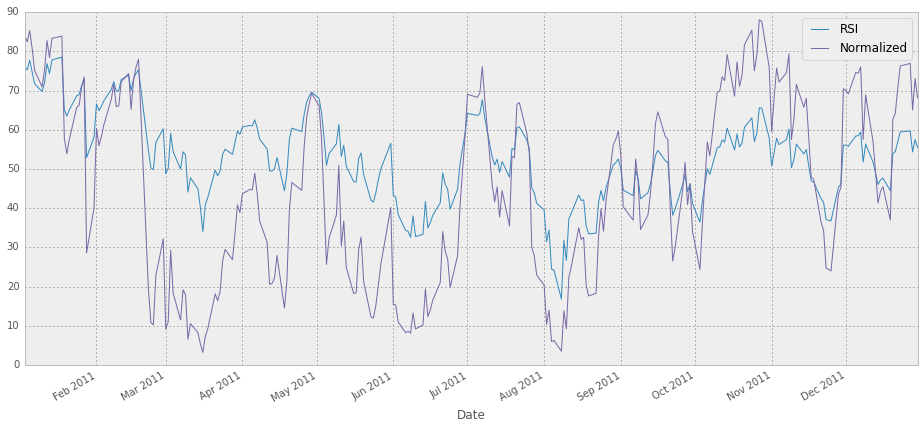 90
80
70
60
50
40
30
20
10
0
RSI
Normalized
Feb 2011
Mar 2011
Apr 2011
May 2011
Jun 2011
Jul 2011
Aug 2011
Sep 2011
Oct 2011
Nov 2011
Dec 2011
Date